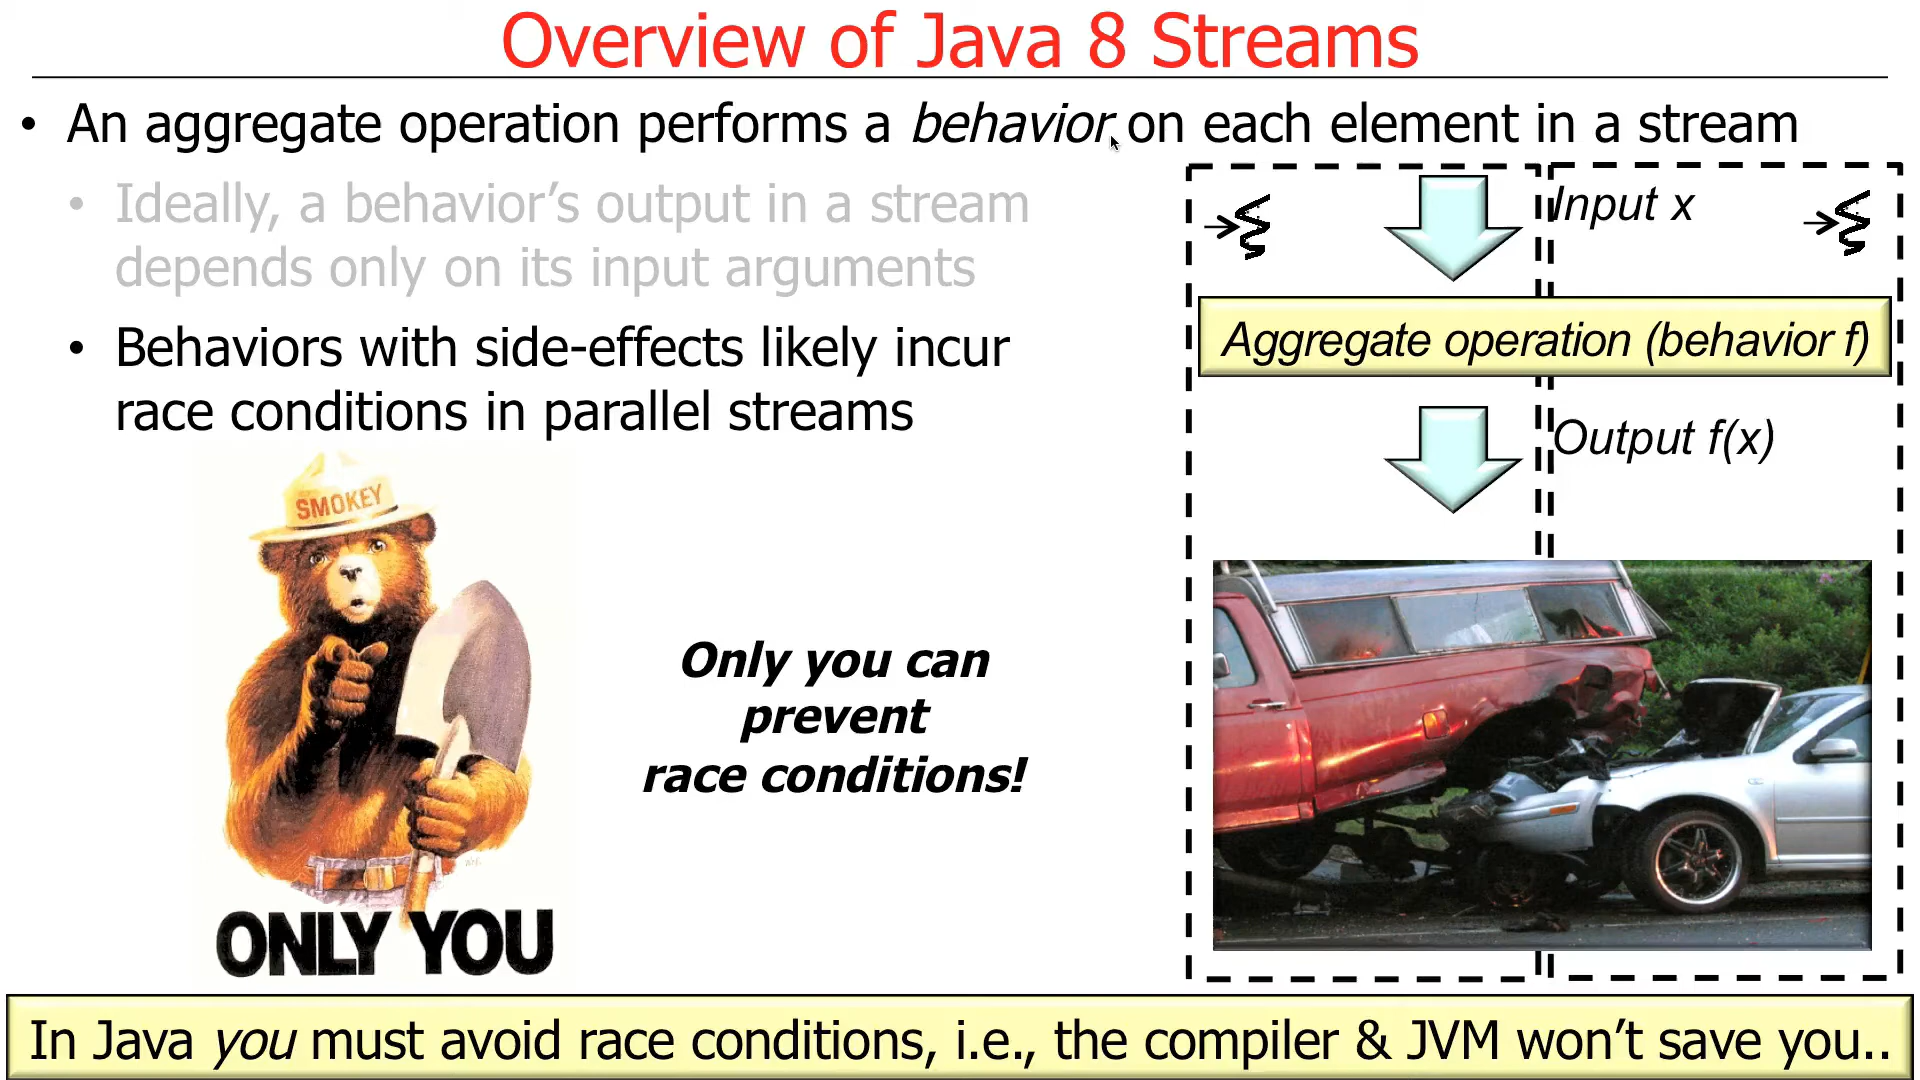 Overview of Java 8 Streams
• An aggregate operation performs a behavior on each element in a stream
• Ideally, a behavior’s output in a stream
depends only on its input arguments
• Behaviors with side-effects likely incur
race conditions in parallel streams
Input x
Aggregate operation (behavior f)
Output f(x)
SMOKEY
Only you can
prevent
race conditions!
ONLY YOU
In Java you must avoid race conditions, i.e., the compiler & JVM won’t save you..